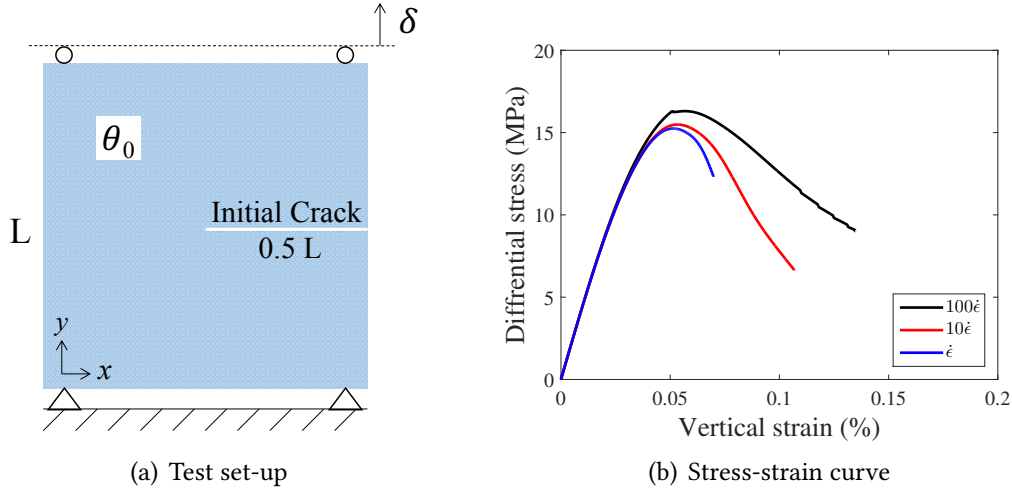 δ
θ₀
Initial Crack
0.5 L
L
y
x
(a) Test set-up
20
15
10
5
0
Diffrential stress (MPa)
100ε̇
10ε̇
ε̇
0 0.05 0.1 0.15 0.2
Vertical strain (%)
(b) Stress-strain curve